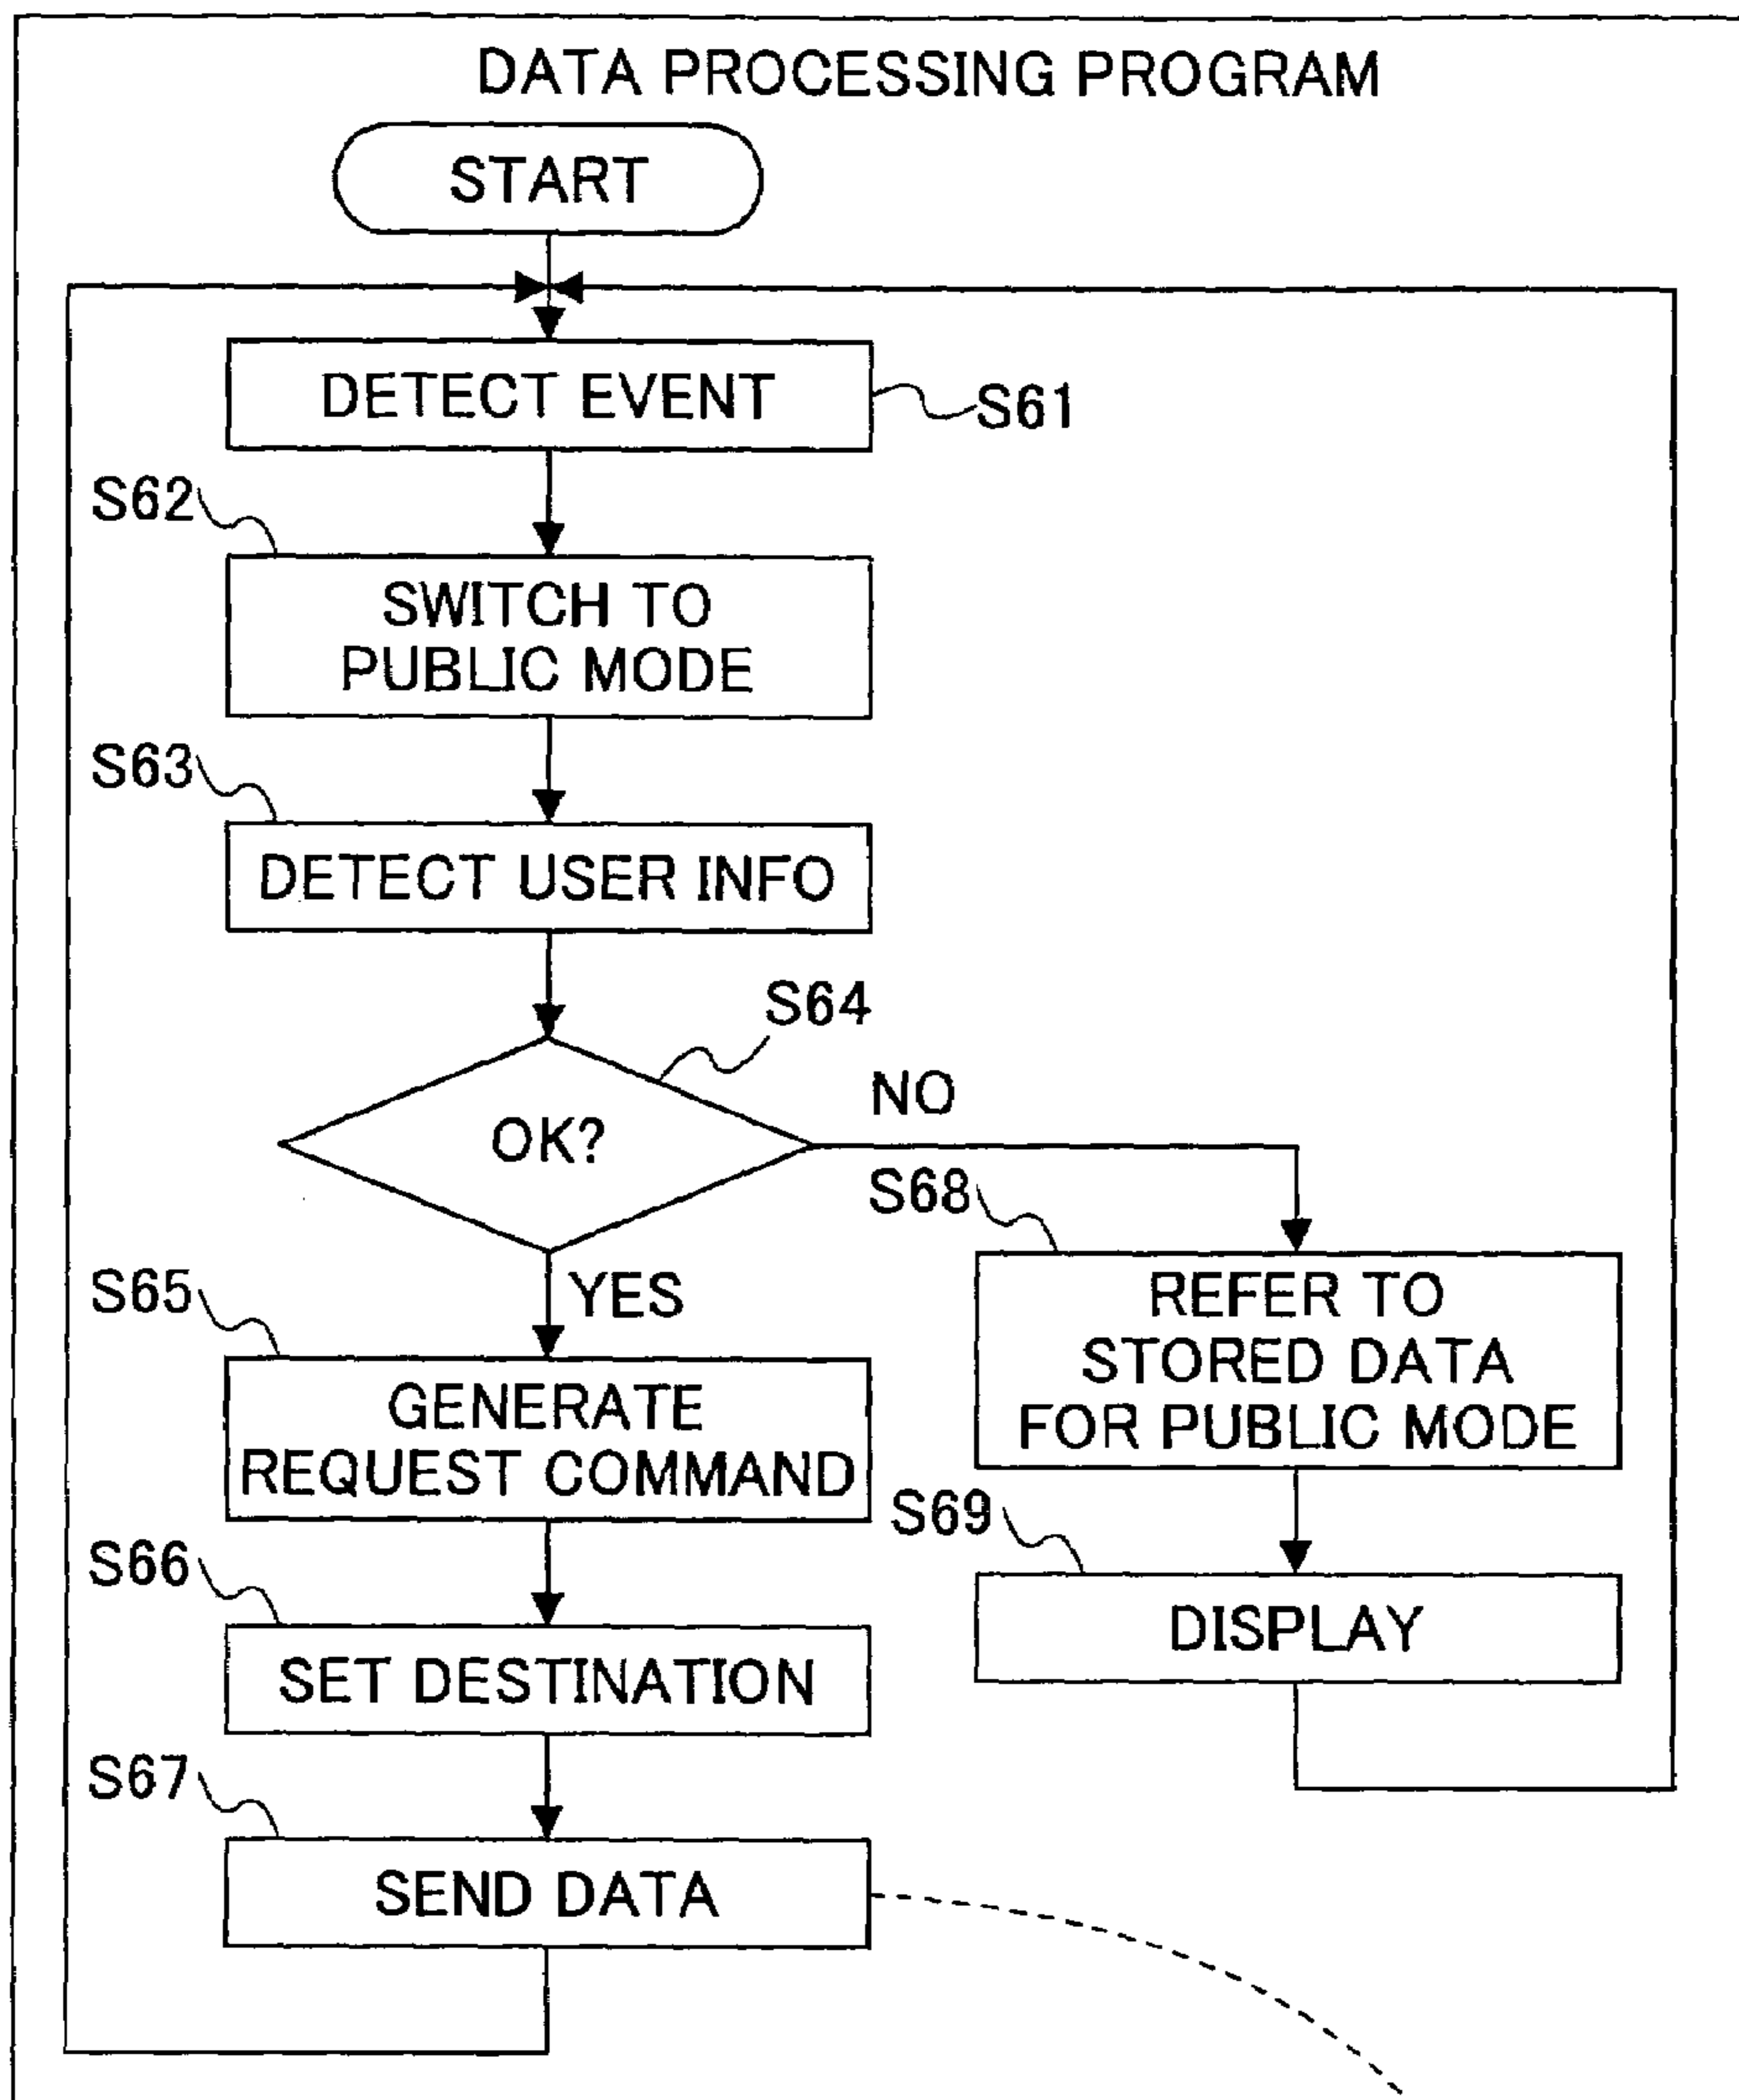 DATA PROCESSING PROGRAM
START
DETECT EVENT
S61
S62
SWITCH TO
PUBLIC MODE
S63
DETECT USER INFO
S64
OK?
NO
YES
S65
GENERATE
REQUEST COMMAND
S66
SET DESTINATION
S67
SEND DATA
S68
REFER TO
STORED DATA
FOR PUBLIC MODE
S69
DISPLAY